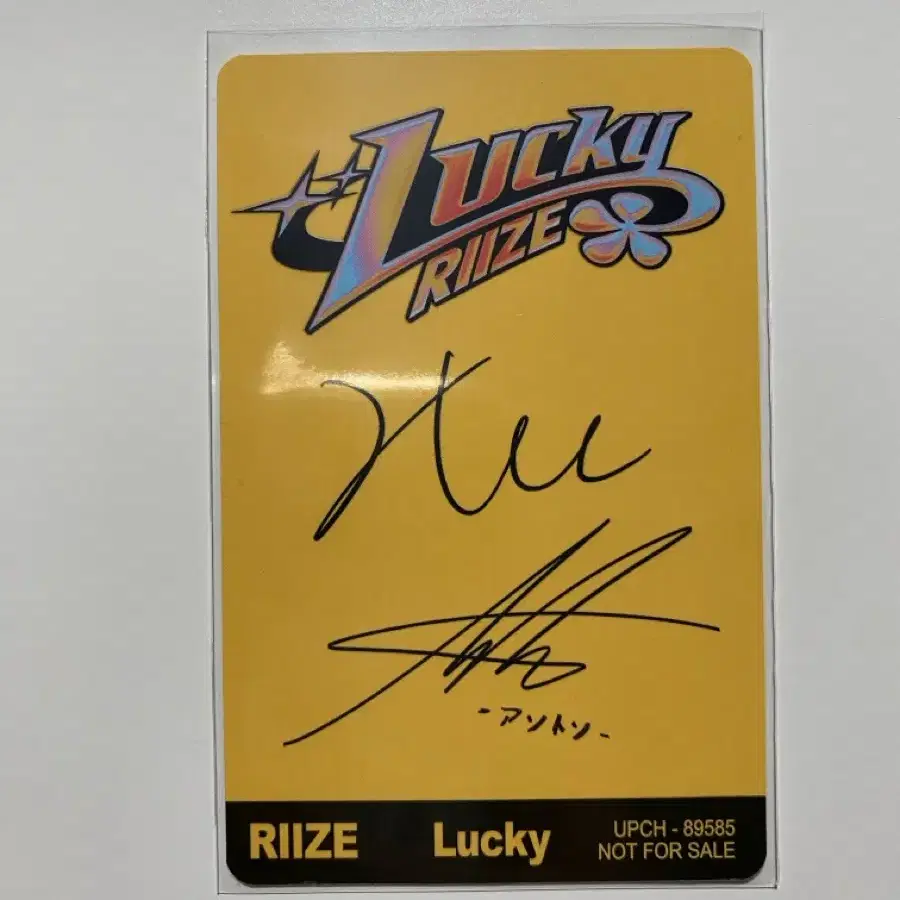 Lucky
RIIZE
-アントン-
RIIZE Lucky UPCH - 89585
NOT FOR SALE